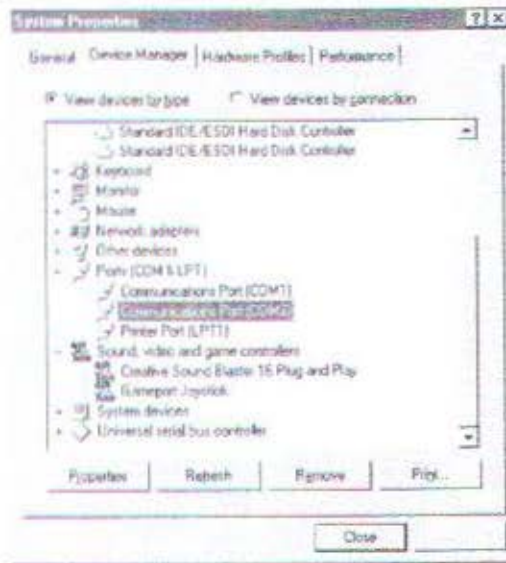 System Properties
General Device Manager Hardware Profiles Performance
View devices by type View devices by connection
Standard IDE/ESDI Hard Disk Controller
Standard IDE/ESDI Hard Disk Controller
Keyboard
Monitor
Mouse
Network adapters
Other devices
Ports (COM & LPT)
Communications Port (COM1)
Communications Port (COM2)
Printer Port (LPT1)
Sound, video and game controllers
Creative Sound Blaster 16 Plug and Play
Gameport Joystick
System devices
Universal serial bus controller
Properties Refresh Remove Print...
Close